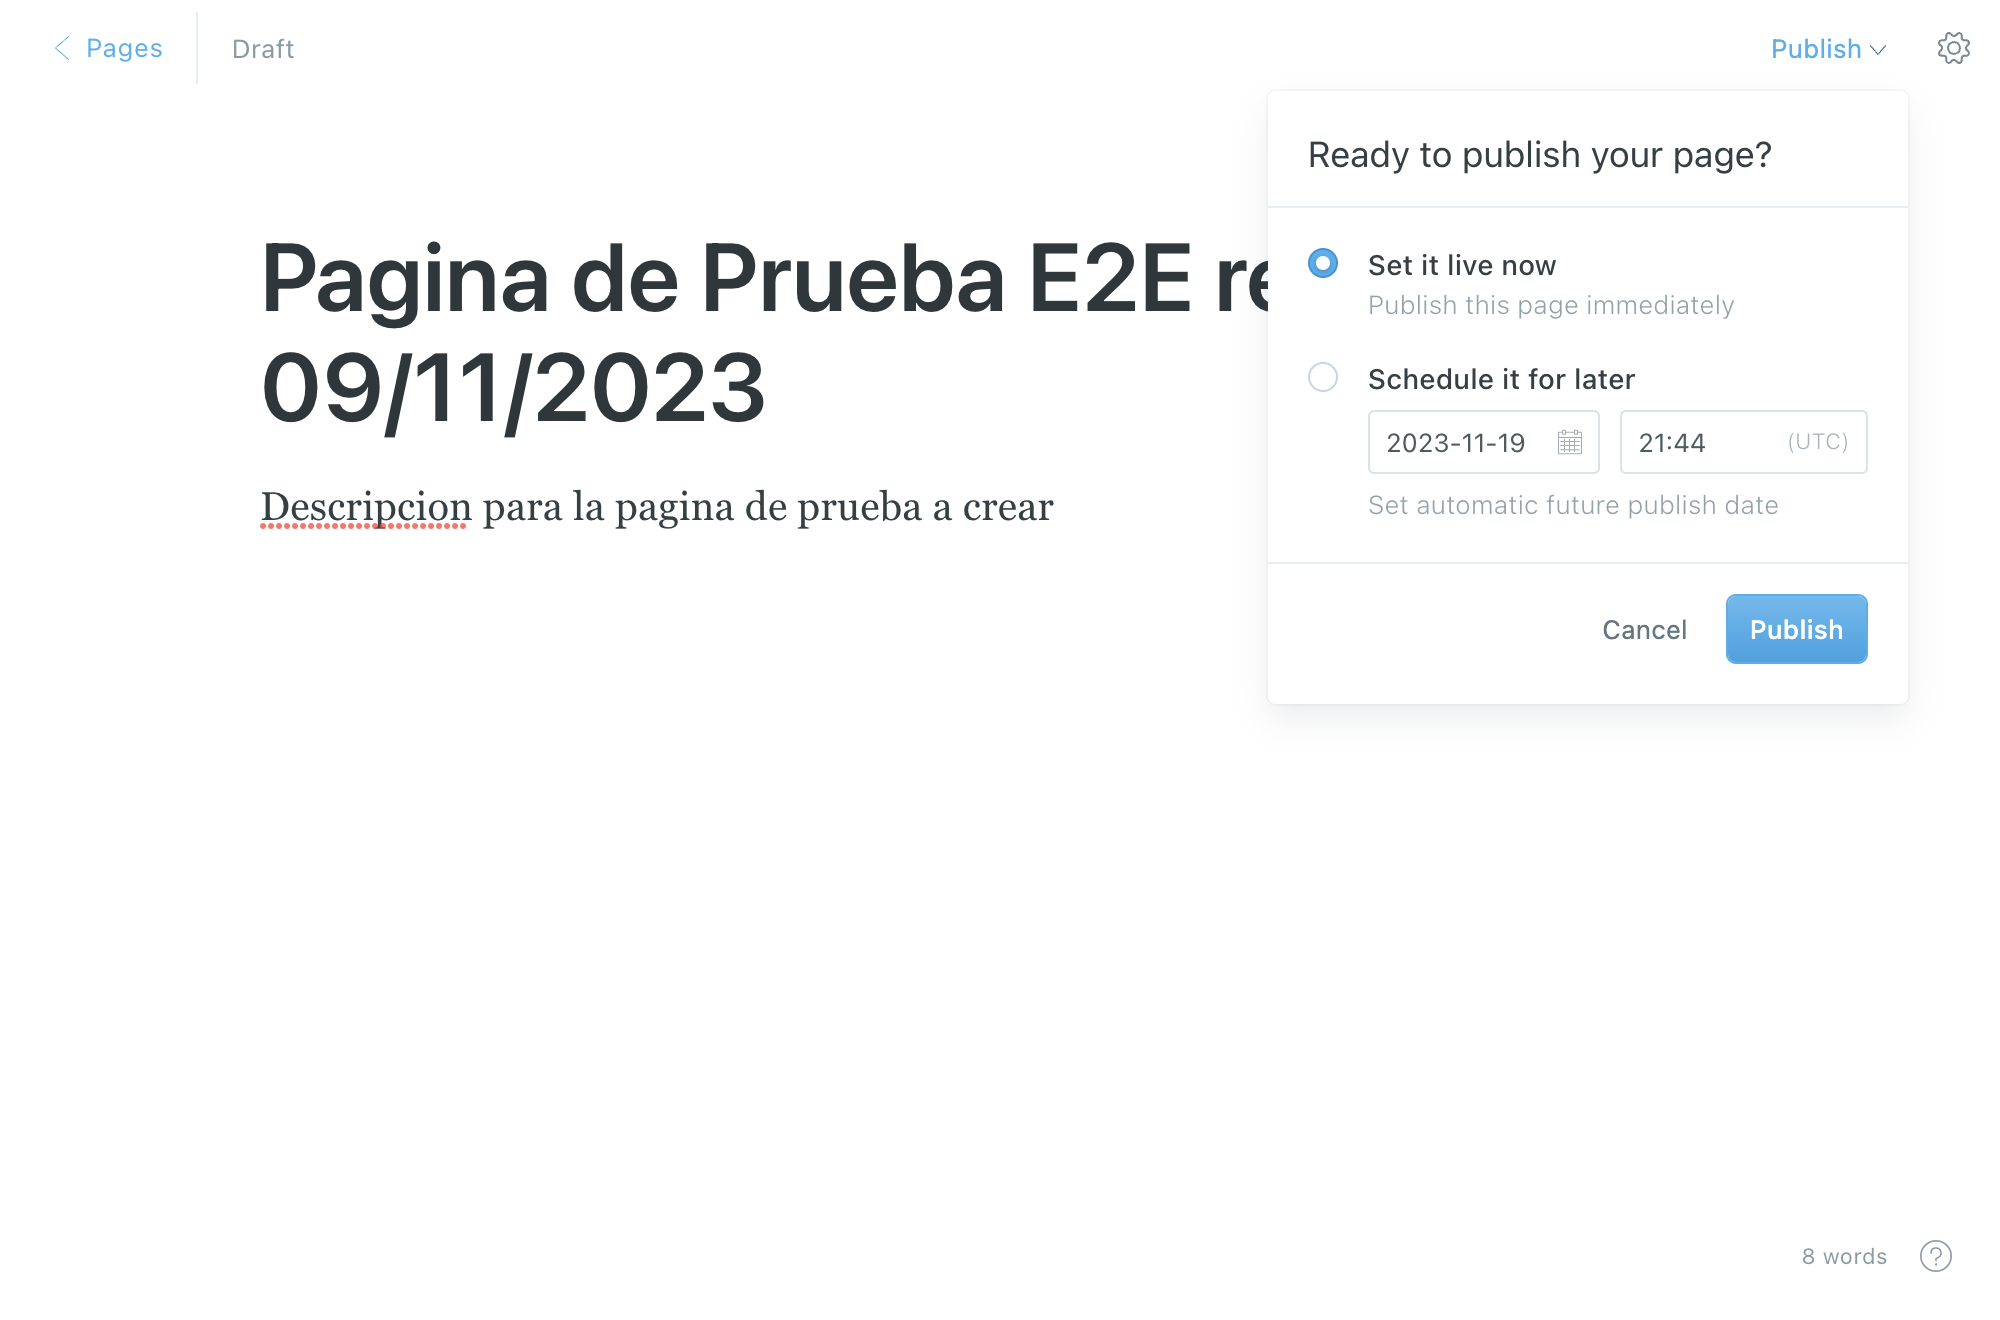 Pages
Draft
Publish
Ready to publish your page?
Set it live now
Publish this page immediately
Schedule it for later
2023-11-19
21:44
(UTC)
Set automatic future publish date
Cancel
Publish
Pagina de Prueba E2E
09/11/2023
Descripcion para la pagina de prueba a crear
8 words
?